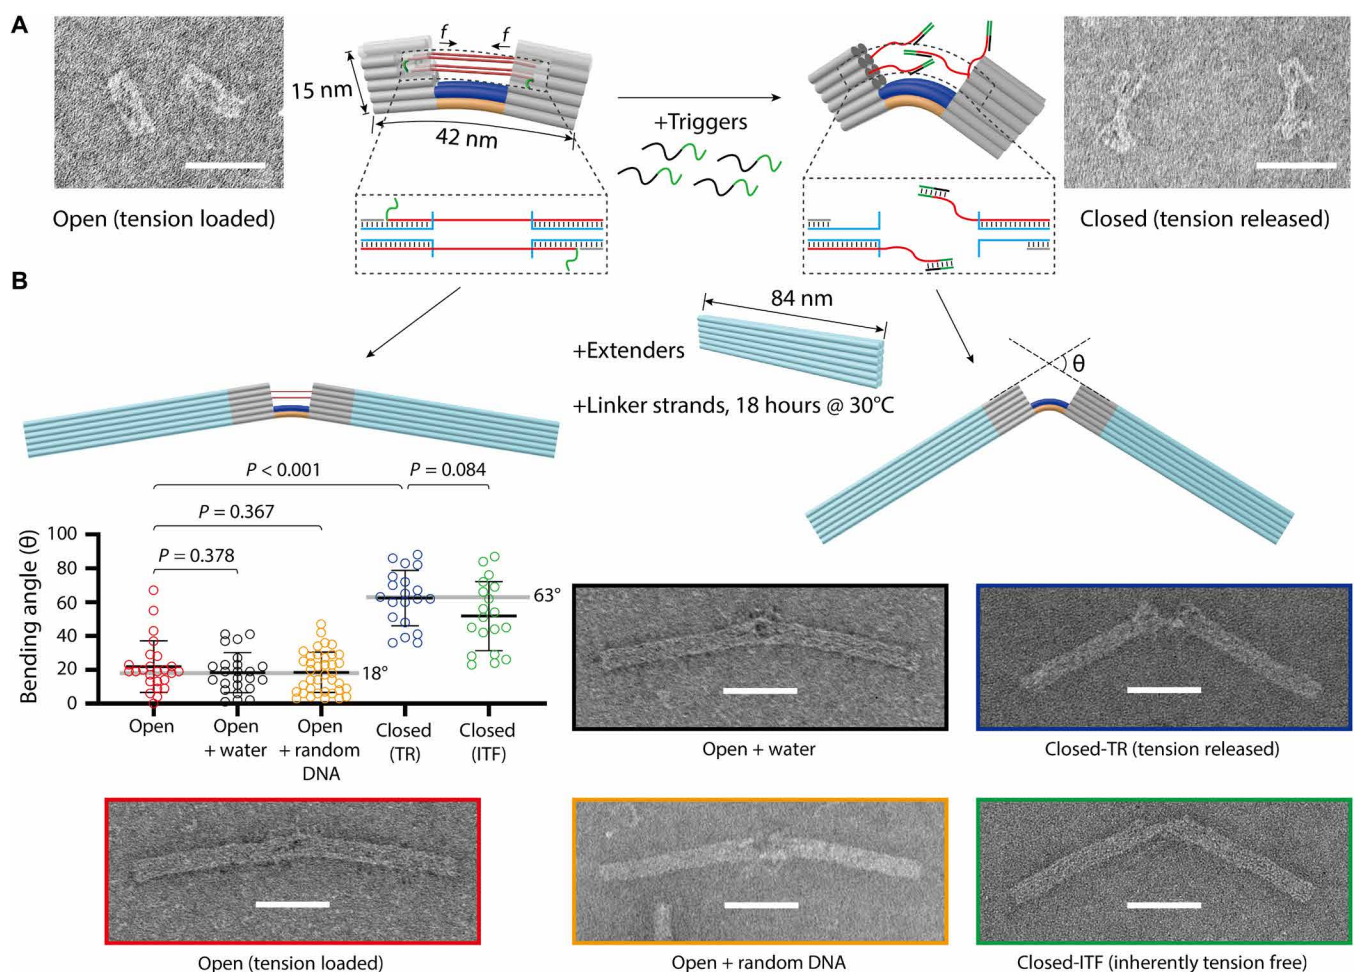 A
f f
15 nm
42 nm
+Triggers
Open (tension loaded)
Closed (tension released)
B
84 nm
+Extenders
+Linker strands, 18 hours @ 30°C
θ
P < 0.001
P = 0.084
P = 0.367
P = 0.378
Bending angle (θ)
100
80
60
40
20
0
63°
18°
Open
Open + water
Open + random DNA
Closed (TR)
Closed (ITF)
Open + water
Closed-TR (tension released)
Open (tension loaded)
Open + random DNA
Closed-ITF (inherently tension free)